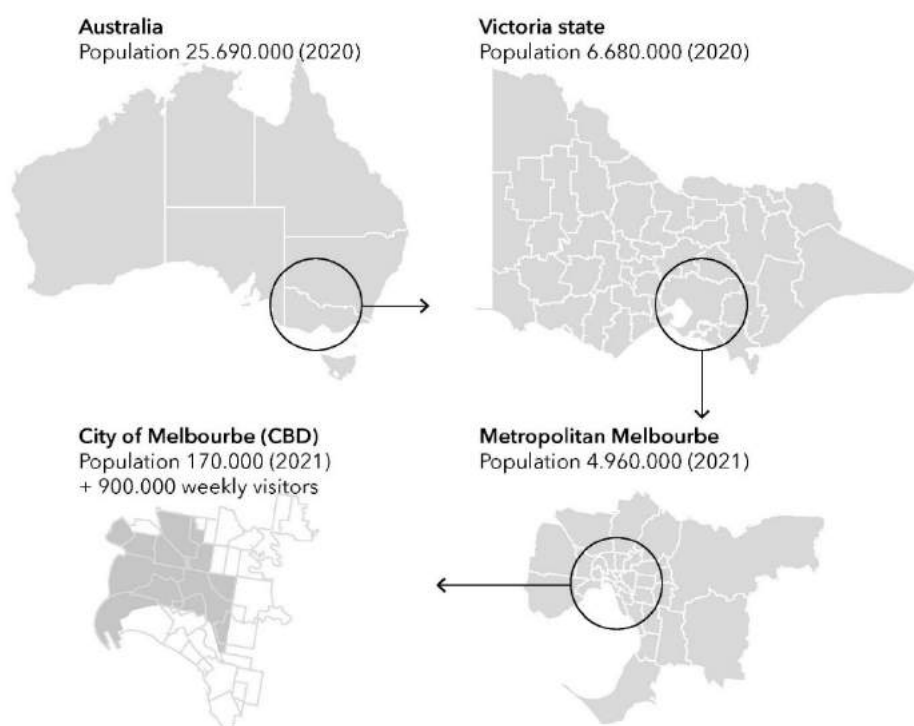 Australia
Population 25.690.000 (2020)
Victoria state
Population 6.680.000 (2020)
City of Melbourbe (CBD)
Population 170.000 (2021)
+ 900.000 weekly visitors
Metropolitan Melbourbe
Population 4.960.000 (2021)